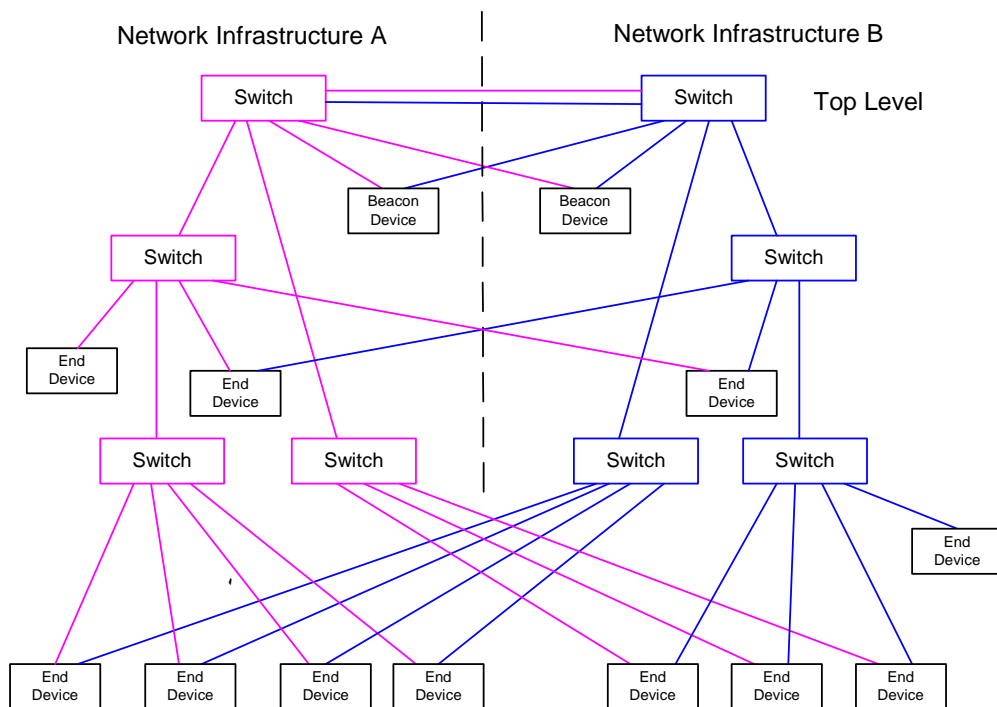 Network Infrastructure A
Network Infrastructure B
Switch
Switch
Top Level
Beacon
Device
Beacon
Device
Switch
Switch
End
Device
End
Device
End
Device
Switch
Switch
Switch
Switch
End
Device
End
Device
End
Device
End
Device
End
Device
End
Device
End
Device
End
Device